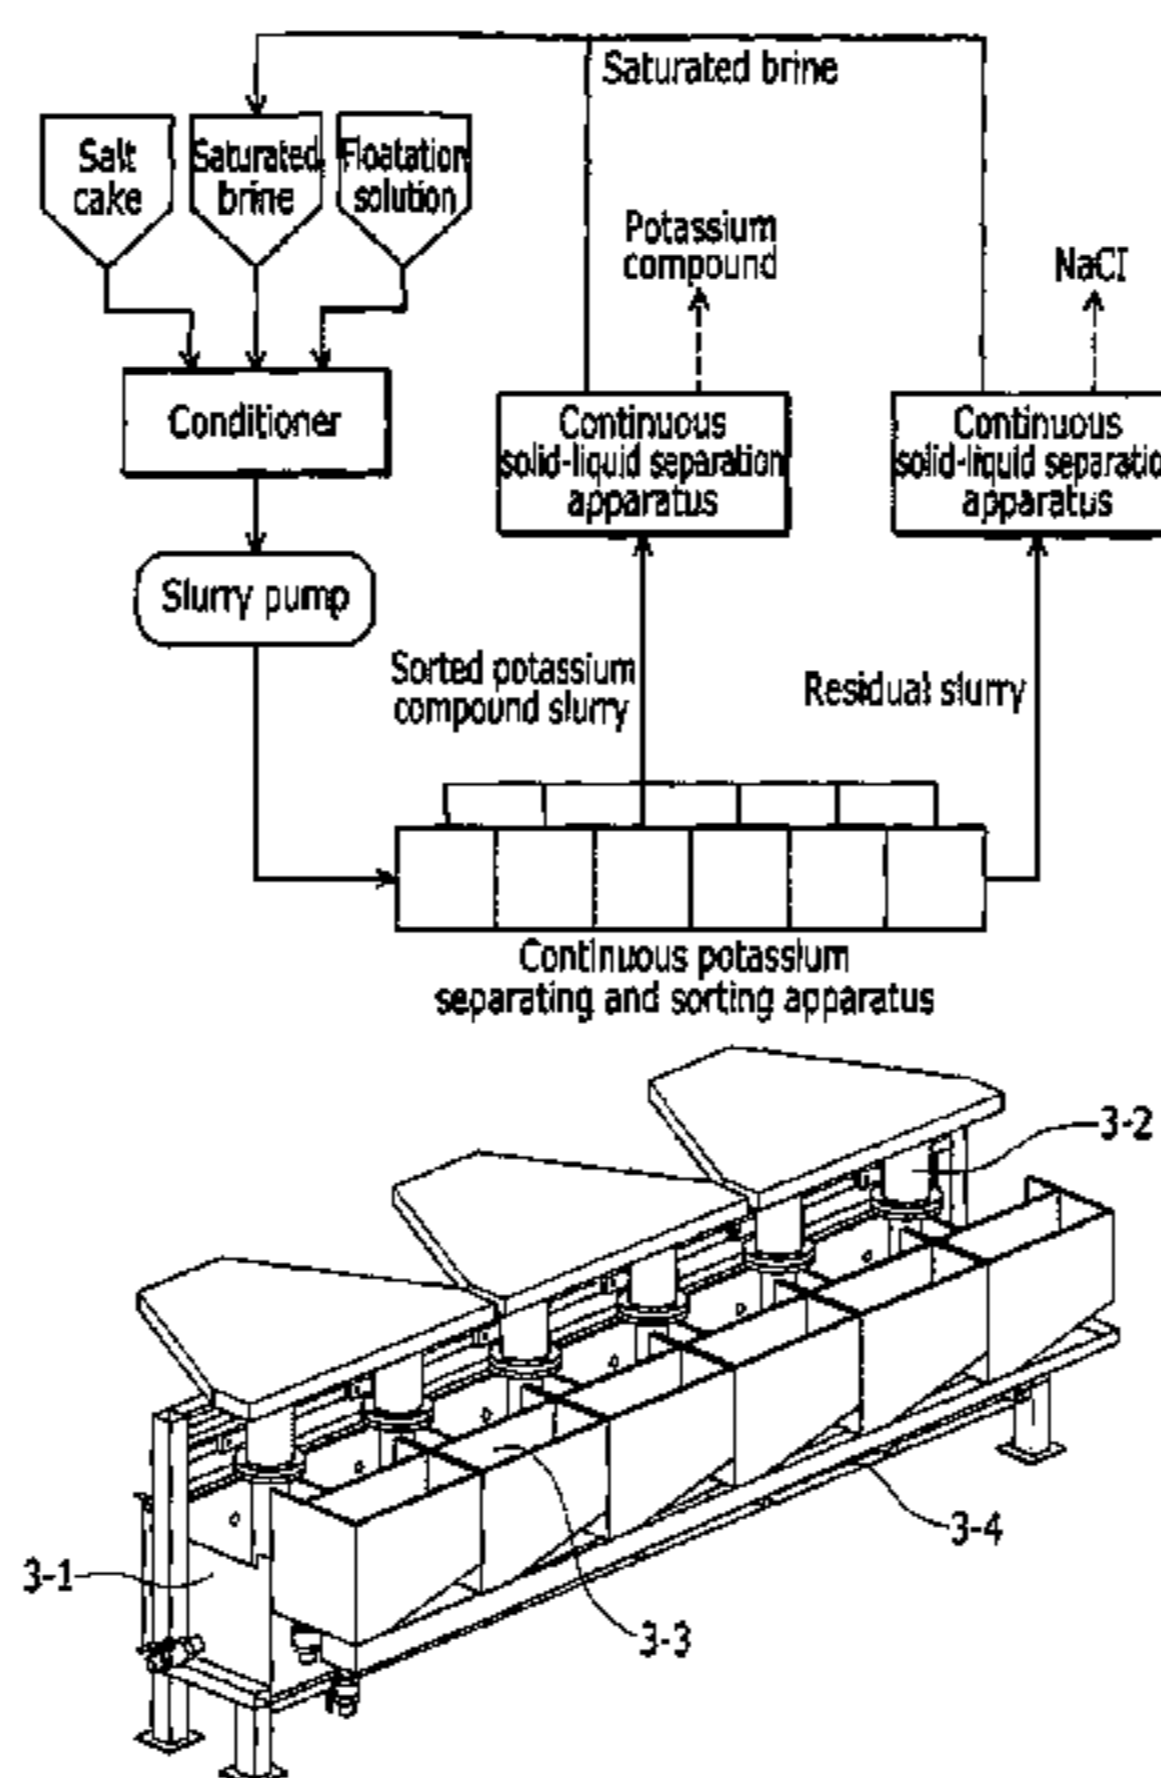 Saturated brine
Salt
cake
Saturated
brine
Floatation
solution
Potassium
compound
NaCl
Conditioner
Continuous
solid-liquid separation
apparatus
Continuous
solid-liquid separatio
apparatus
Slurry pump
Sorted potassium
compound slurry
Residual slurry
Continuous potassium
separating and sorting apparatus
3-2
3-4
3-1
3-3